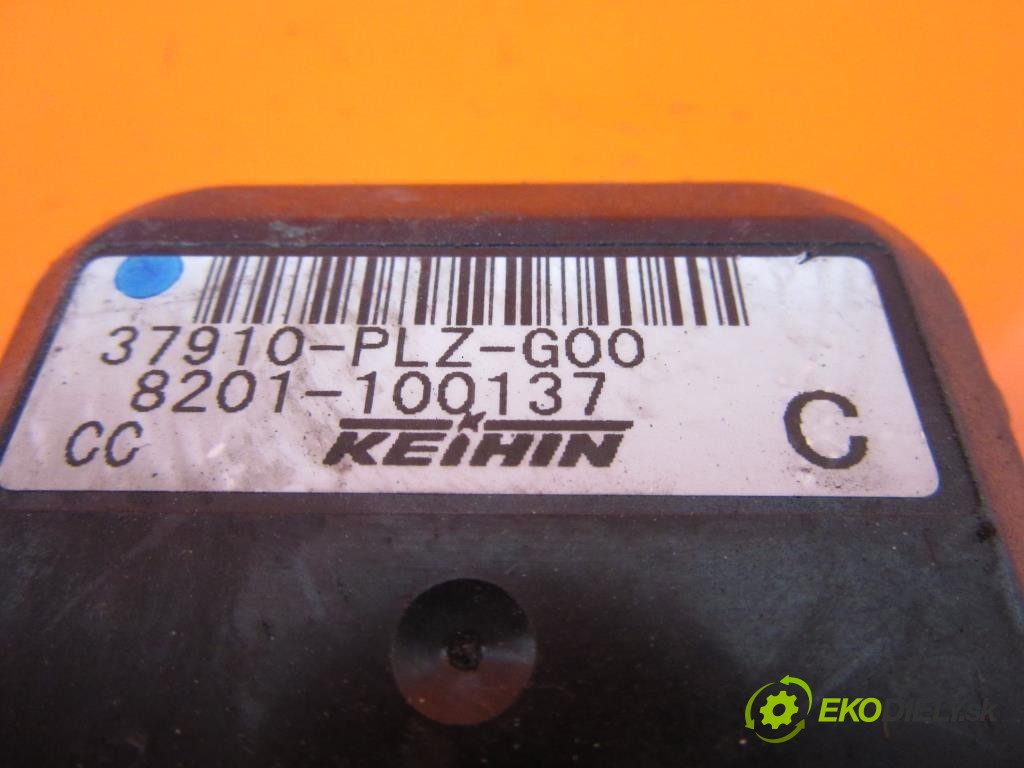 37910-PLZ-G00
8201-100137
CC
KEIHIN
C
EKODIELY.sk